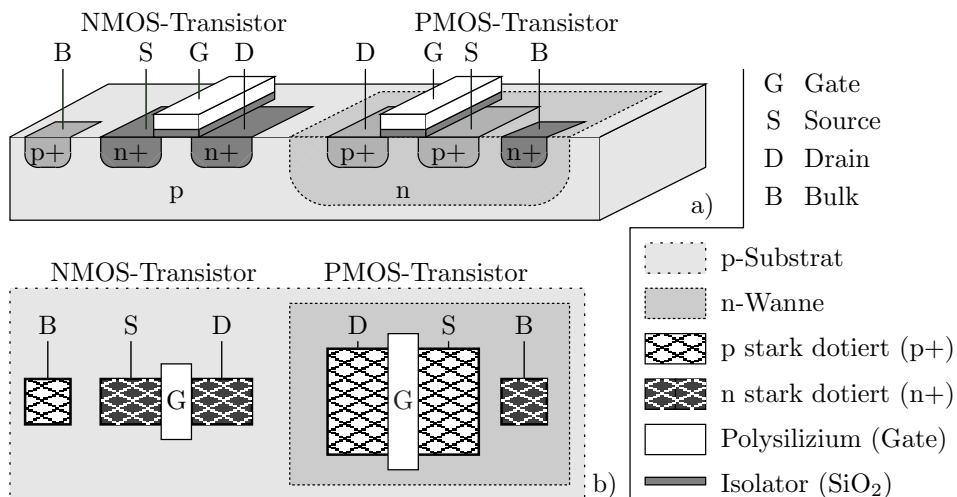 NMOS-Transistor
PMOS-Transistor
B S G D D G S B
p+ n+ n+ p+ p+ n+
p n
a)
G Gate
S Source
D Drain
B Bulk
NMOS-Transistor PMOS-Transistor
B S D D S B
G G
b)
p-Substrat
n-Wanne
p stark dotiert (p+)
n stark dotiert (n+)
Polysilizium (Gate)
Isolator (SiO₂)